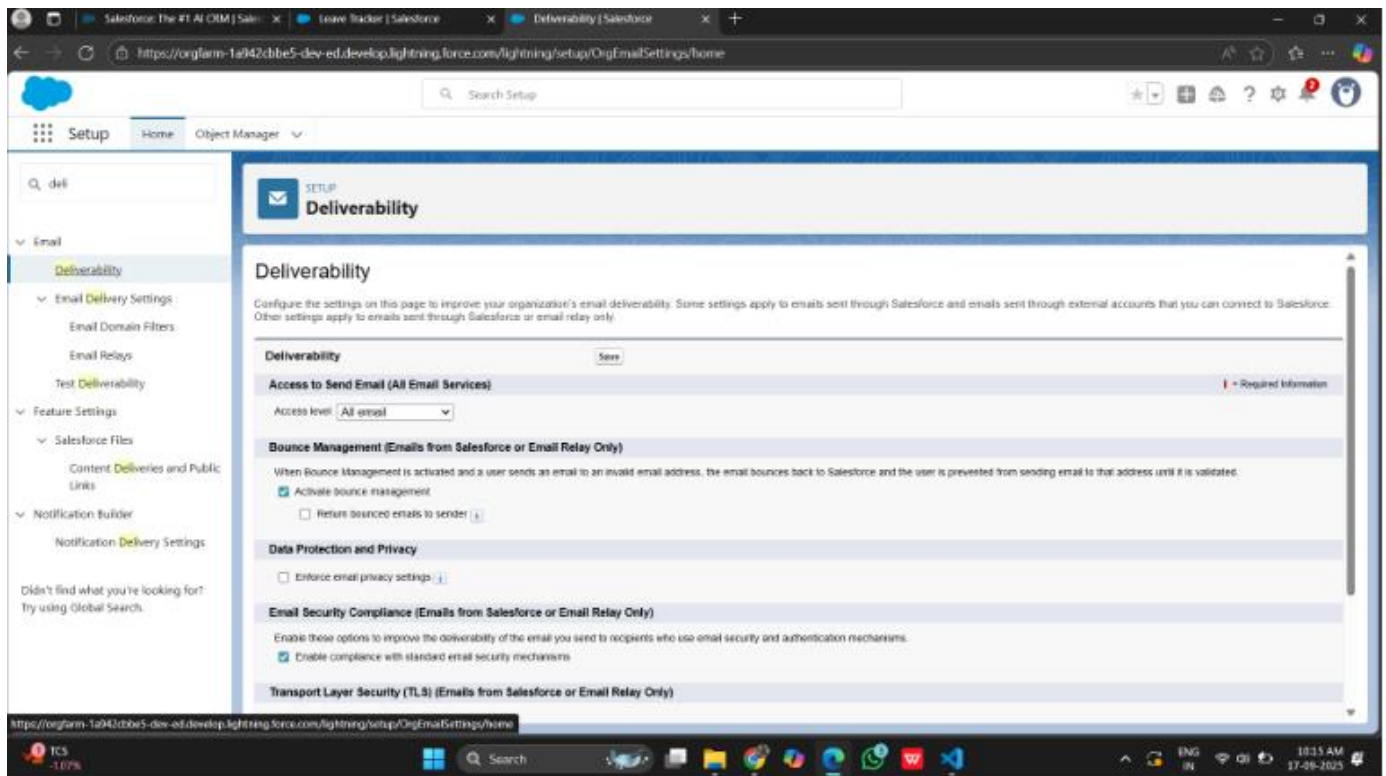 Salesforce: The #1 AI CRM | Sales
Leave Tracker | Salesforce
Deliverability | Salesforce
https://orgfarm-1a942cbbe5-dev-ed.develop.lightning.force.com/lightning/setup/OrgEmailSettings/home
Search Setup
2
Setup
Home
Object Manager
deli
Email
Deliverability
Email Delivery Settings
Email Domain Filters
Email Relays
Test Deliverability
Feature Settings
Salesforce Files
Content Deliveries and Public
Links
Notification Builder
Notification Delivery Settings
Didn't find what you're looking for?
Try using Global Search.
SETUP
Deliverability
Deliverability
Configure the settings on this page to improve your organization's email deliverability. Some settings apply to emails sent through Salesforce and emails sent through external accounts that you can connect to Salesforce.
Other settings apply to emails sent through Salesforce or email relay only.
Deliverability
Save
Access to Send Email (All Email Services)
= Required Information
Access level: All email
Bounce Management (Emails from Salesforce or Email Relay Only)
When Bounce Management is activated and a user sends an email to an invalid email address, the email bounces back to Salesforce and the user is prevented from sending email to that address until it is validated.
Activate bounce management
Return bounced emails to sender i
Data Protection and Privacy
Enforce email privacy settings i
Email Security Compliance (Emails from Salesforce or Email Relay Only)
Enable these options to improve the deliverability of the email you send to recipients who use email security and authentication mechanisms.
Enable compliance with standard email security mechanisms
Transport Layer Security (TLS) (Emails from Salesforce or Email Relay Only)
https://orgfarm-1a942cbbe5-dev-ed.develop.lightning.force.com/lightning/setup/OrgEmailSettings/home
TCS
-1.07%
Search
ENG
IN
10:15 AM
17-09-2025